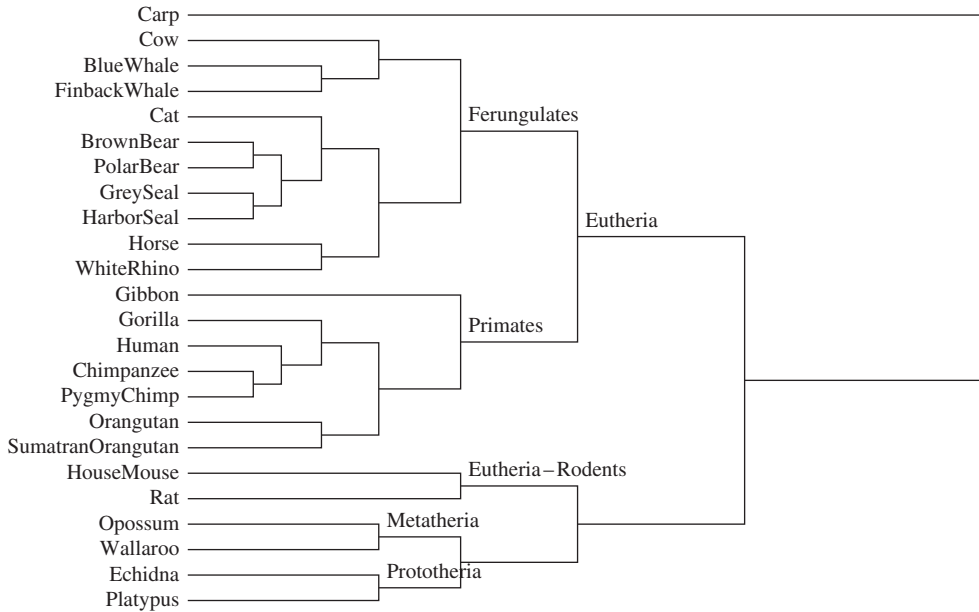 Carp
Cow
BlueWhale
FinbackWhale
Cat
Ferungulates
BrownBear
PolarBear
GreySeal
HarborSeal
Eutheria
Horse
WhiteRhino
Gibbon
Gorilla
Primates
Human
Chimpanzee
PygmyChimp
Orangutan
SumatranOrangutan
HouseMouse
Eutheria–Rodents
Rat
Opossum
Metatheria
Wallaroo
Echidna
Prototheria
Platypus